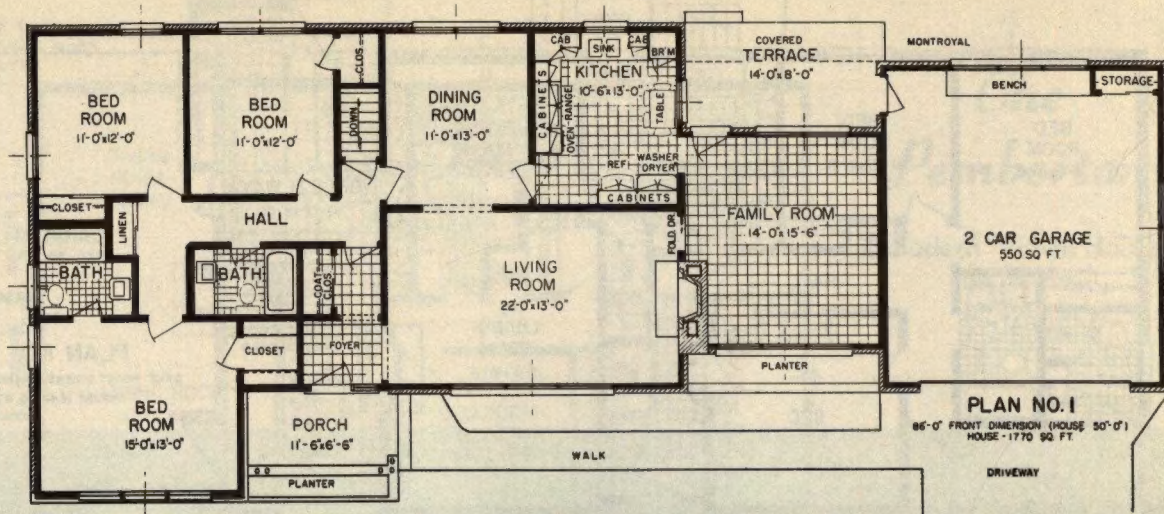 BED
ROOM
11'-0"x12'-0"
BED
ROOM
11'-0"x12'-0"
CLOS
DOWN
DINING
ROOM
11'-0"x13'-0"
CAB
SINK
CAB
BR'M
KITCHEN
10'-6"x13'-0"
CABINETS
OVEN-RANGE
TABLE
REF.
WASHER
DRYER
CABINETS
COVERED
TERRACE
14'-0"x8'-0"
MONTROYAL
BENCH
STORAGE
CLOSET
LINEN
HALL
BATH
BATH
COAT
CLOS.
LIVING
ROOM
22'-0"x13'-0"
FOLD. DR.
FAMILY ROOM
14'-0"x15'-6"
2 CAR GARAGE
550 SQ FT.
CLOSET
FOYER
PLANTER
BED
ROOM
15'-0"x13'-0"
PORCH
11'-6"x6'-6"
PLANTER
WALK
PLAN NO. 1
86'-0" FRONT DIMENSION (HOUSE 50'-0")
HOUSE - 1770 SQ. FT.
DRIVEWAY